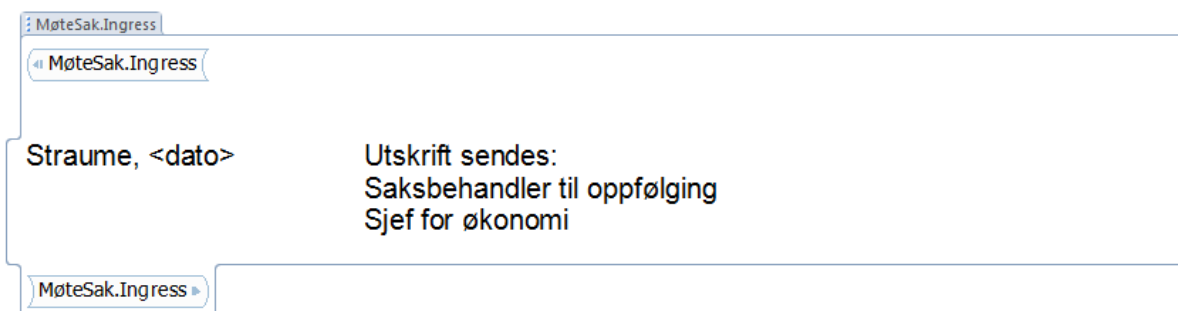 MøteSak.Ingress
MøteSak.Ingress
Straume, <dato> Utskrift sendes:
Saksbehandler til oppfølging
Sjef for økonomi
MøteSak.Ingress